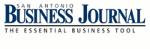 SAN ANTONIO
BUSINESS JOURNAL
THE ESSENTIAL BUSINESS TOOL